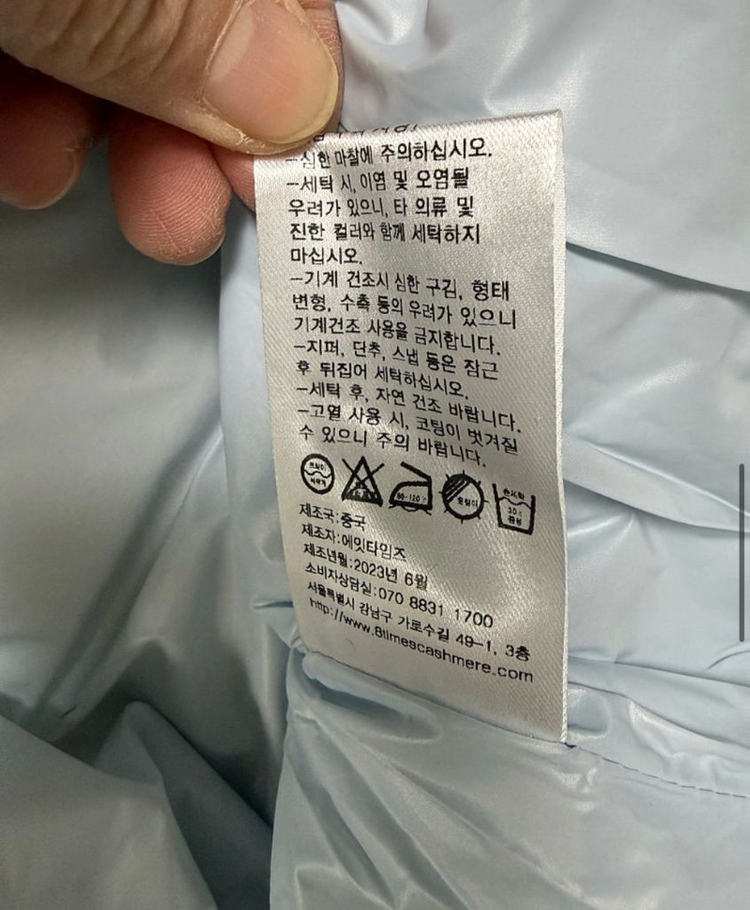 -심한 마찰에 주의하십시오.
-세탁 시, 이염 및 오염될
우려가 있으니, 타 의류 및
진한 컬러와 함께 세탁하지
마십시오.
-기계 건조시 심한 구김, 형태
변형, 수축 등의 우려가 있으니
기계건조 사용을 금지합니다.
-지퍼, 단추, 스냅 등은 잠근
후 뒤집어 세탁하십시오.
-세탁 후, 자연 건조 바랍니다.
-고열 사용 시, 코팅이 벗겨질
수 있으니 주의 바랍니다.
80-120℃
손세탁
30℃
중성
제조국:중국
제조자:에잇타임즈
제조년월:2023년 6월
소비자상담실:070 8831 1700
서울특별시 강남구 가로수길 49-1, 3층
http://www.8timescashmere.com